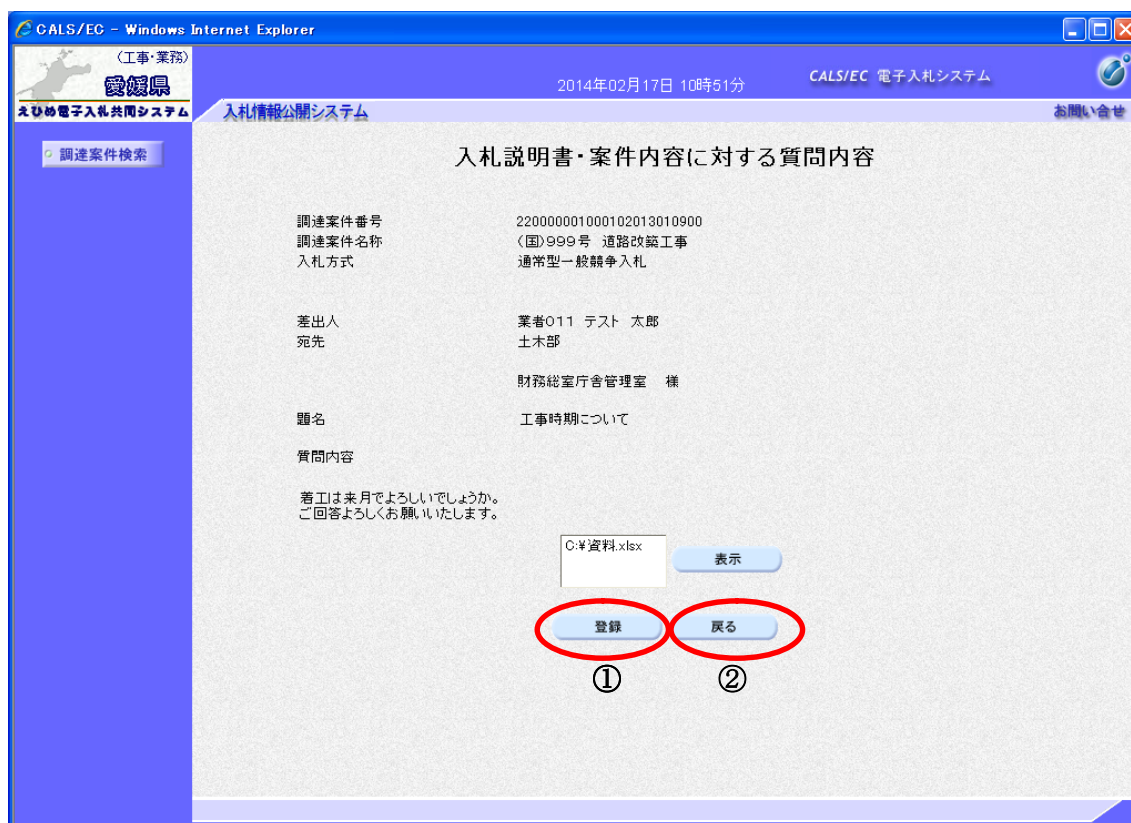 CALS/EC - Windows Internet Explorer
(工事・業務)
愛媛県
えひめ電子入札共同システム
2014年02月17日 10時51分
CALS/EC 電子入札システム
入札情報公開システム
お問い合せ
調達案件検索
入札説明書・案件内容に対する質問内容
調達案件番号 2200000010001020130109​00
調達案件名称 (国)999号 道路改築工事
入札方式 通常型一般競争入札
差出人 業者011 テスト 太郎
宛先 土木部
財務総室庁舎管理室 様
題名 工事時期について
質問内容
着工は来月でよろしいでしょうか。
ご回答よろしくお願いいたします。
C:¥資料.xlsx
表示
登録 戻る
① ②